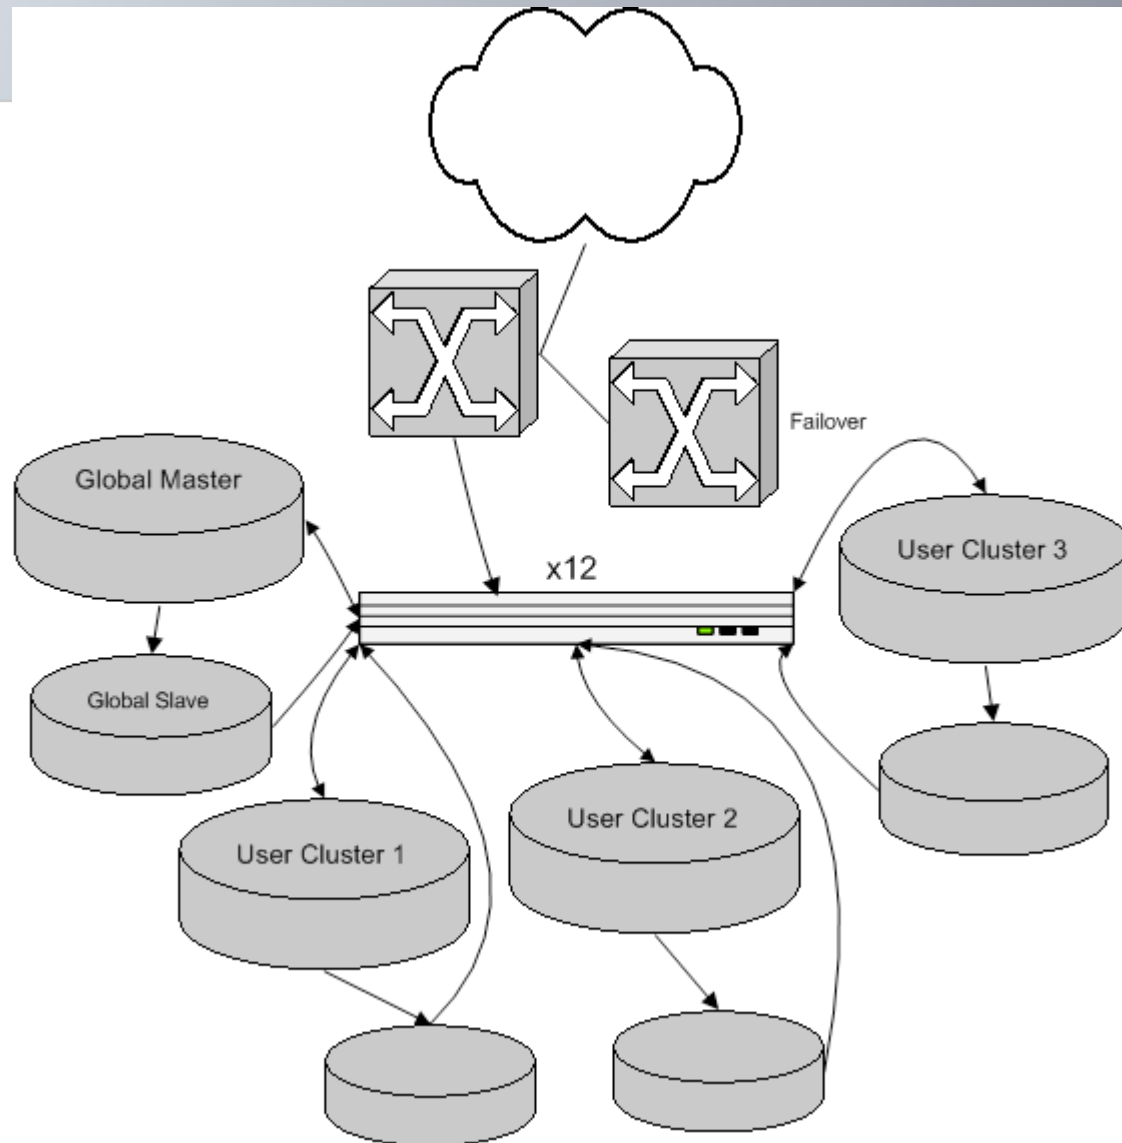 Failover
Global Master
User Cluster 3
x12
Global Slave
User Cluster 2
User Cluster 1